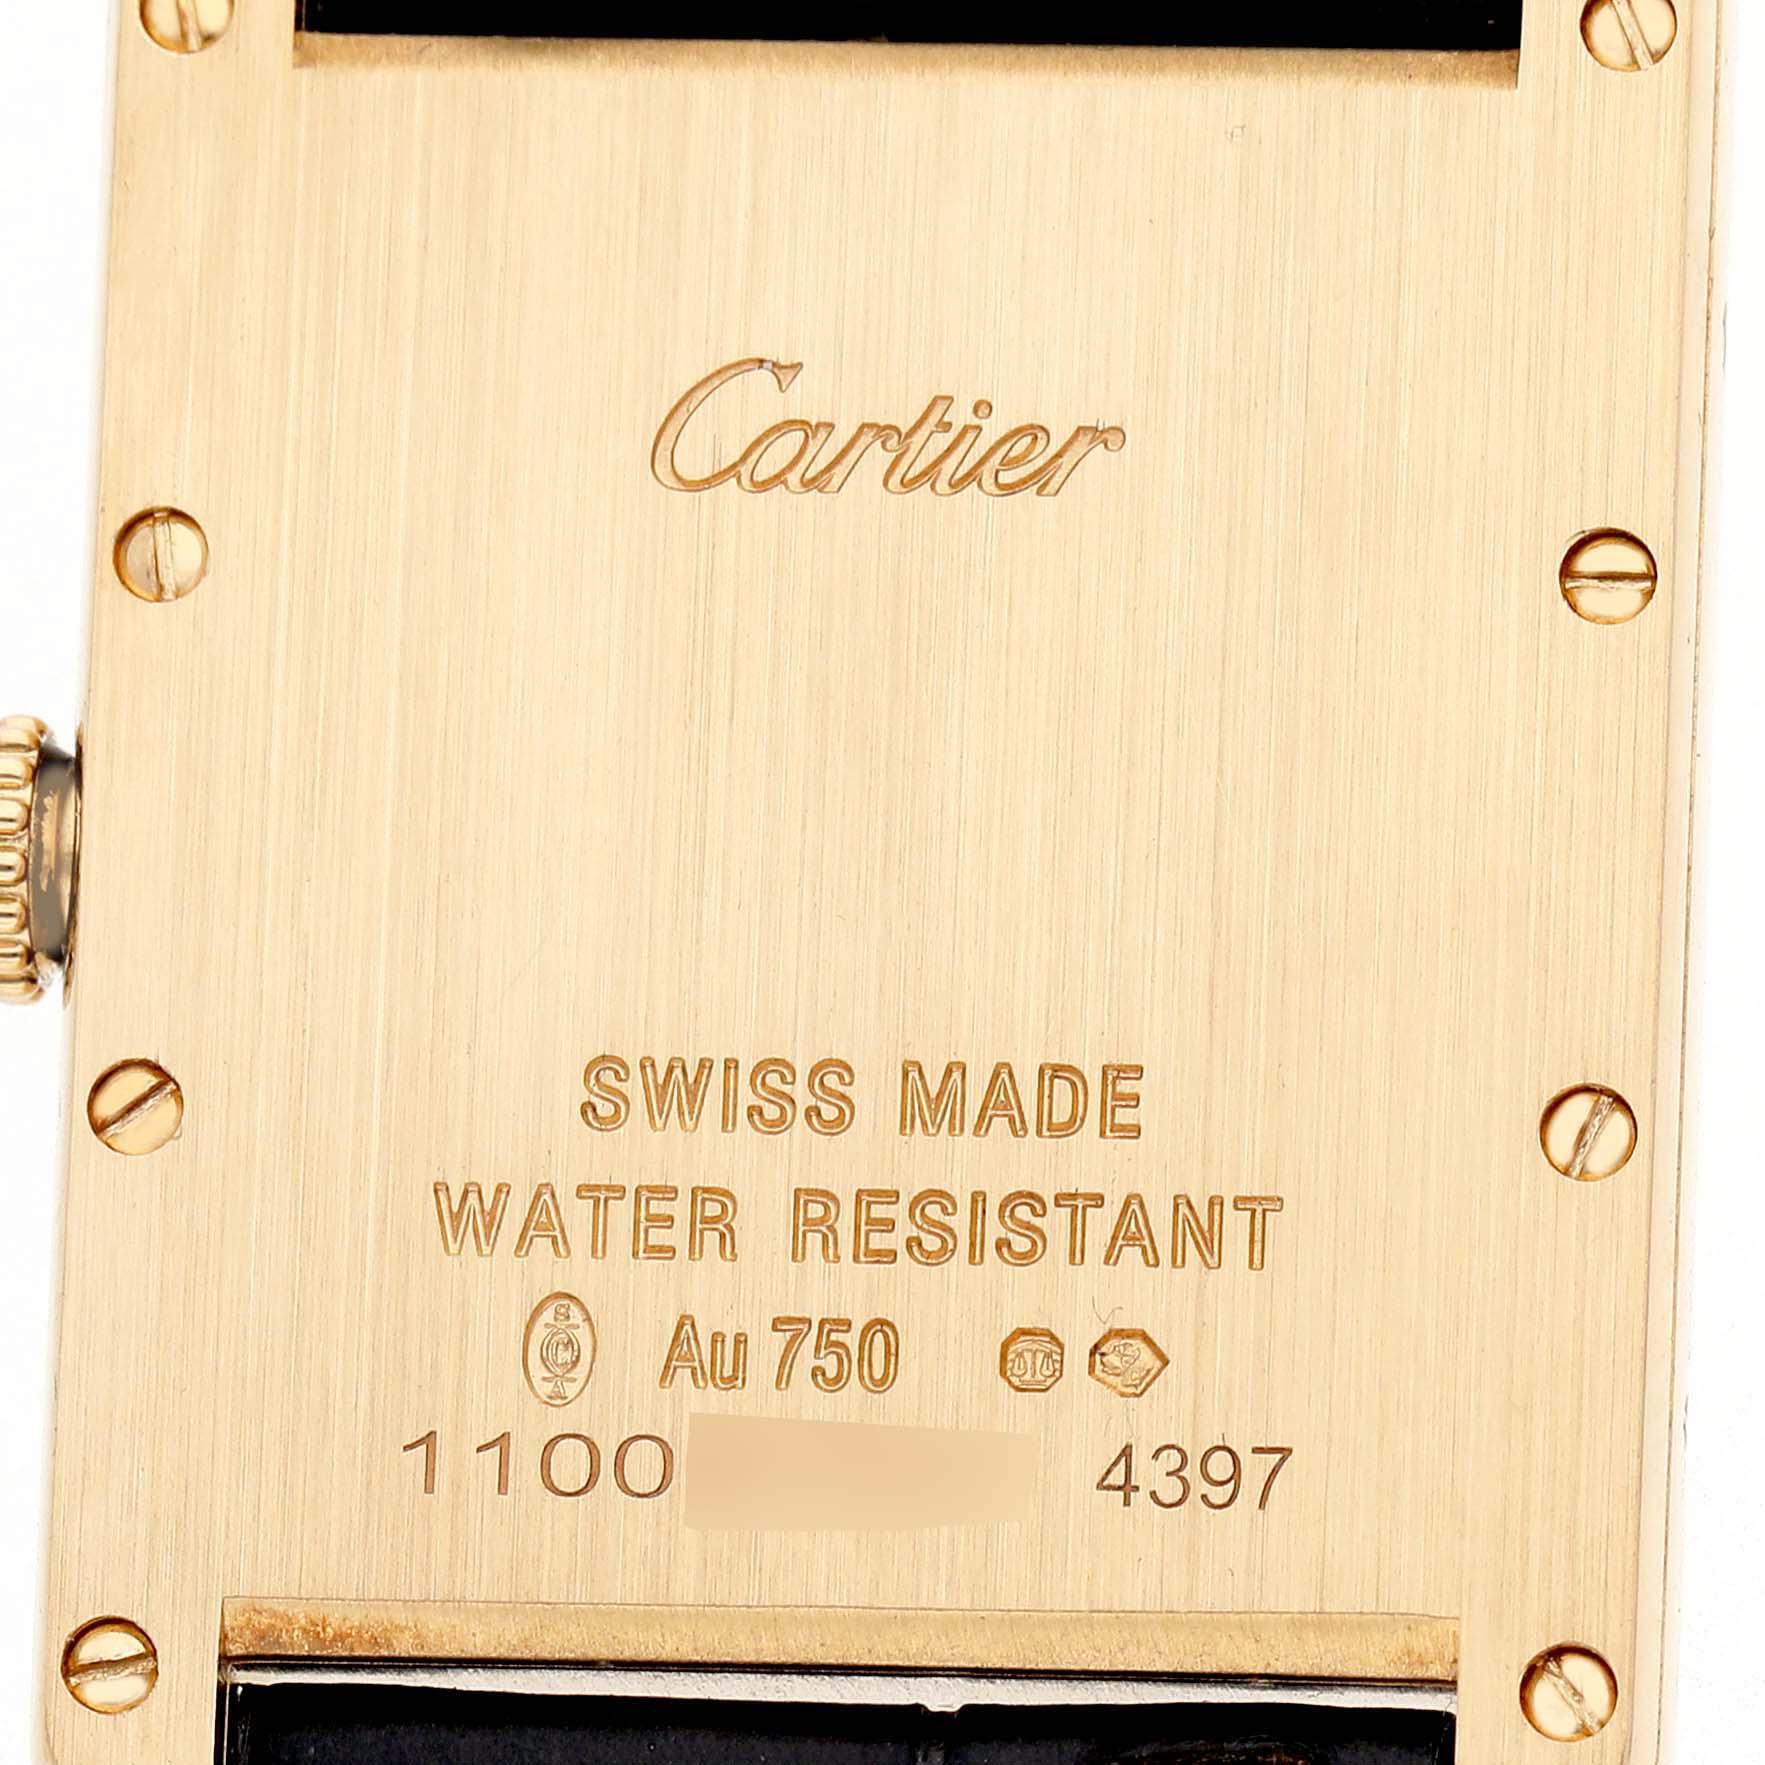 Cartier
SWISS MADE
WATER RESISTANT
S C A Au 750
1100 4397